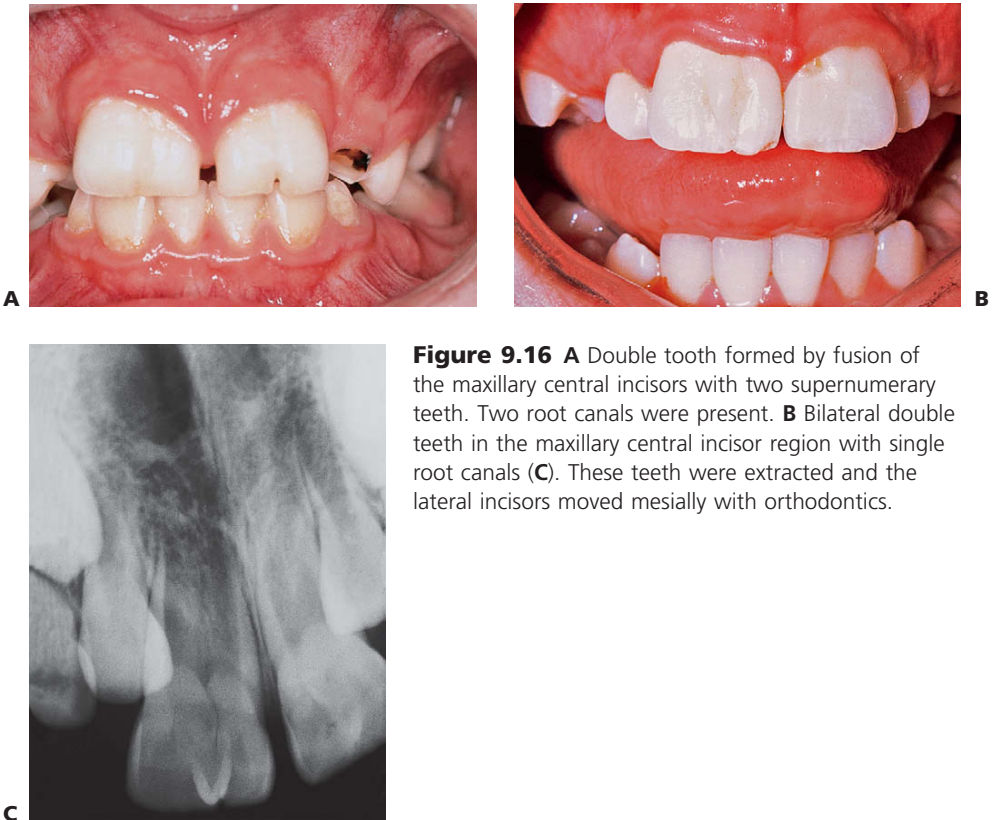 A
B
Figure 9.16 A Double tooth formed by fusion of
the maxillary central incisors with two supernumerary
teeth. Two root canals were present. B Bilateral double
teeth in the maxillary central incisor region with single
root canals (C). These teeth were extracted and the
lateral incisors moved mesially with orthodontics.
C